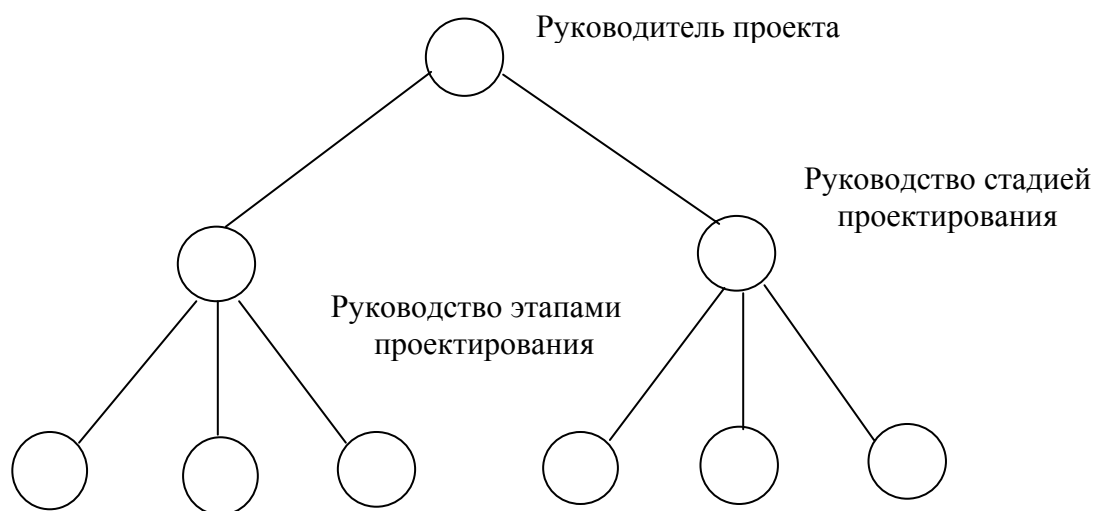 Руководитель проекта
Руководство стадией
проектирования
Руководство этапами
проектирования